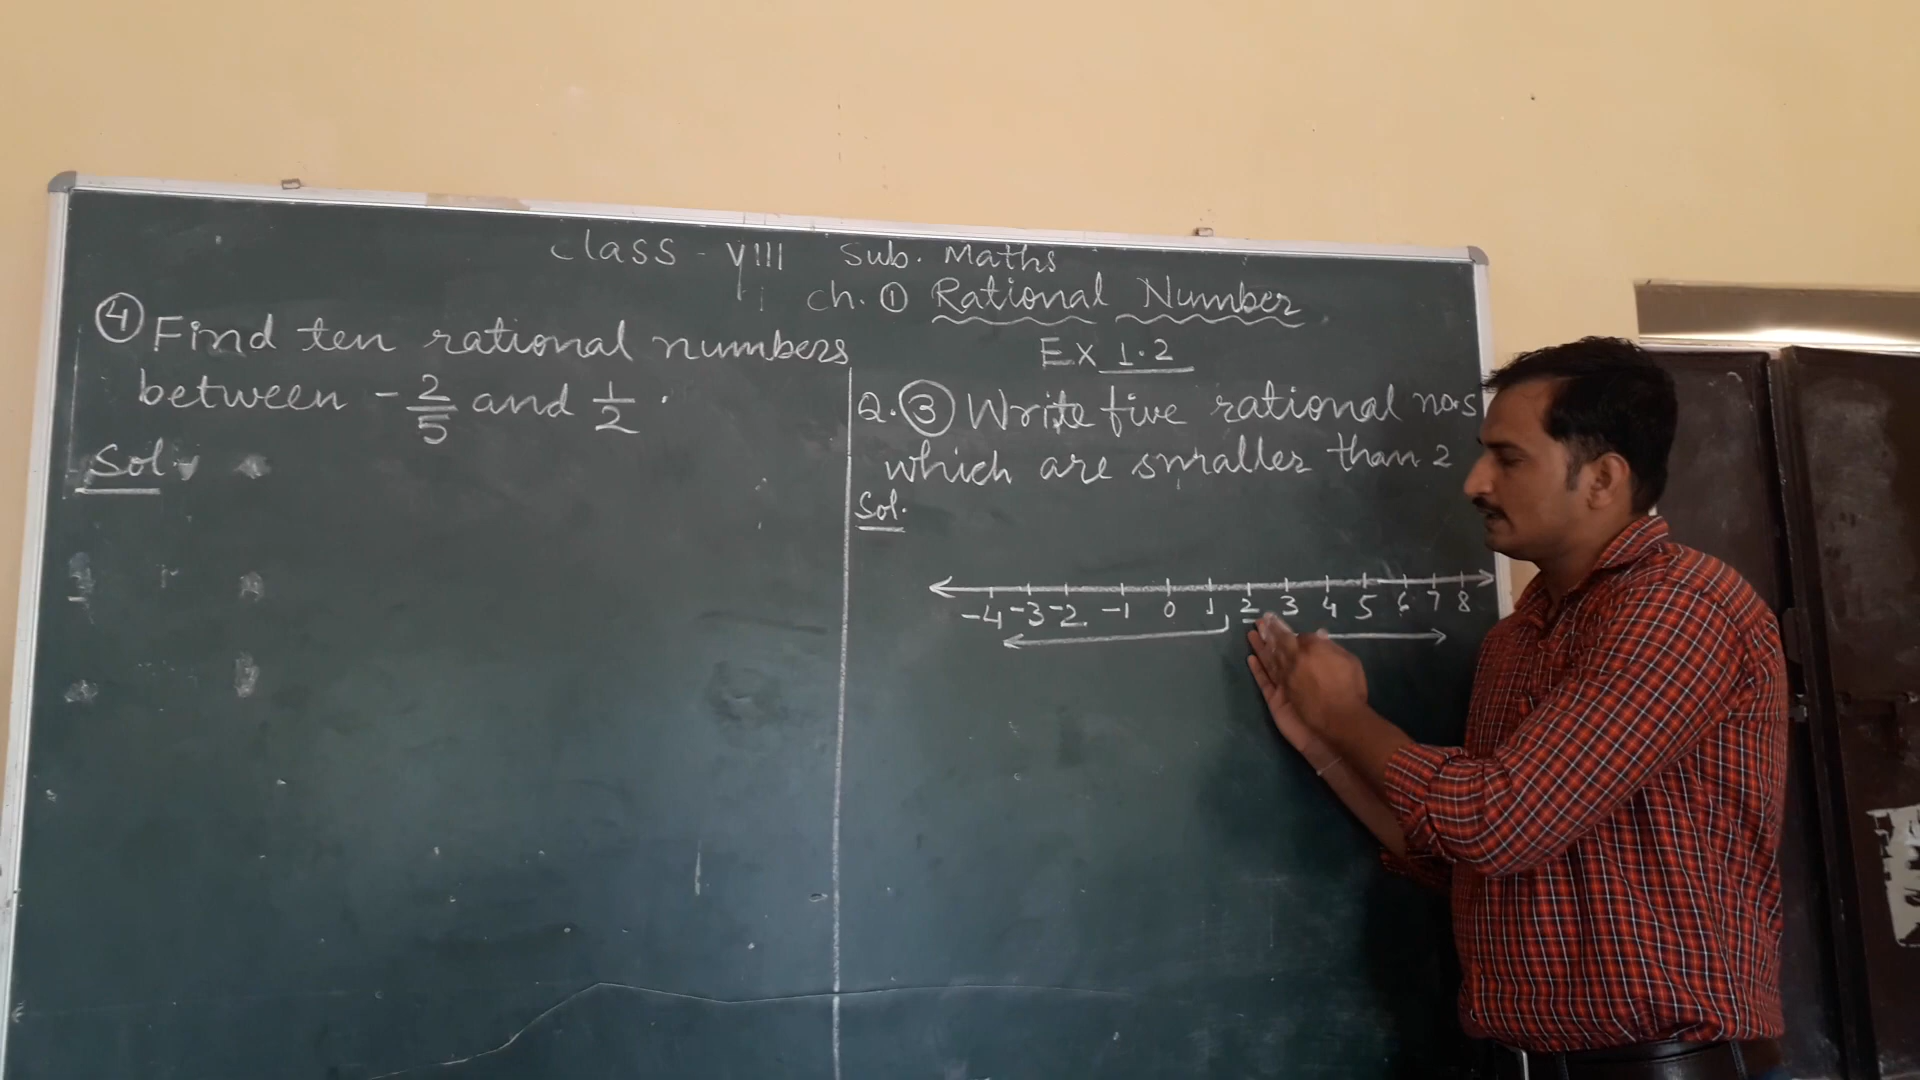 Class - VIII Sub. Maths
Ch. ① Rational Number
Ex 1.2
④ Find ten rational numbers
between - 2/5 and 1/2 .
Sol.
Q. ③ Write five rational no.s
which are smaller than 2
Sol.
-4 -3 -2 -1 0 1 2 3 4 5 6 7 8